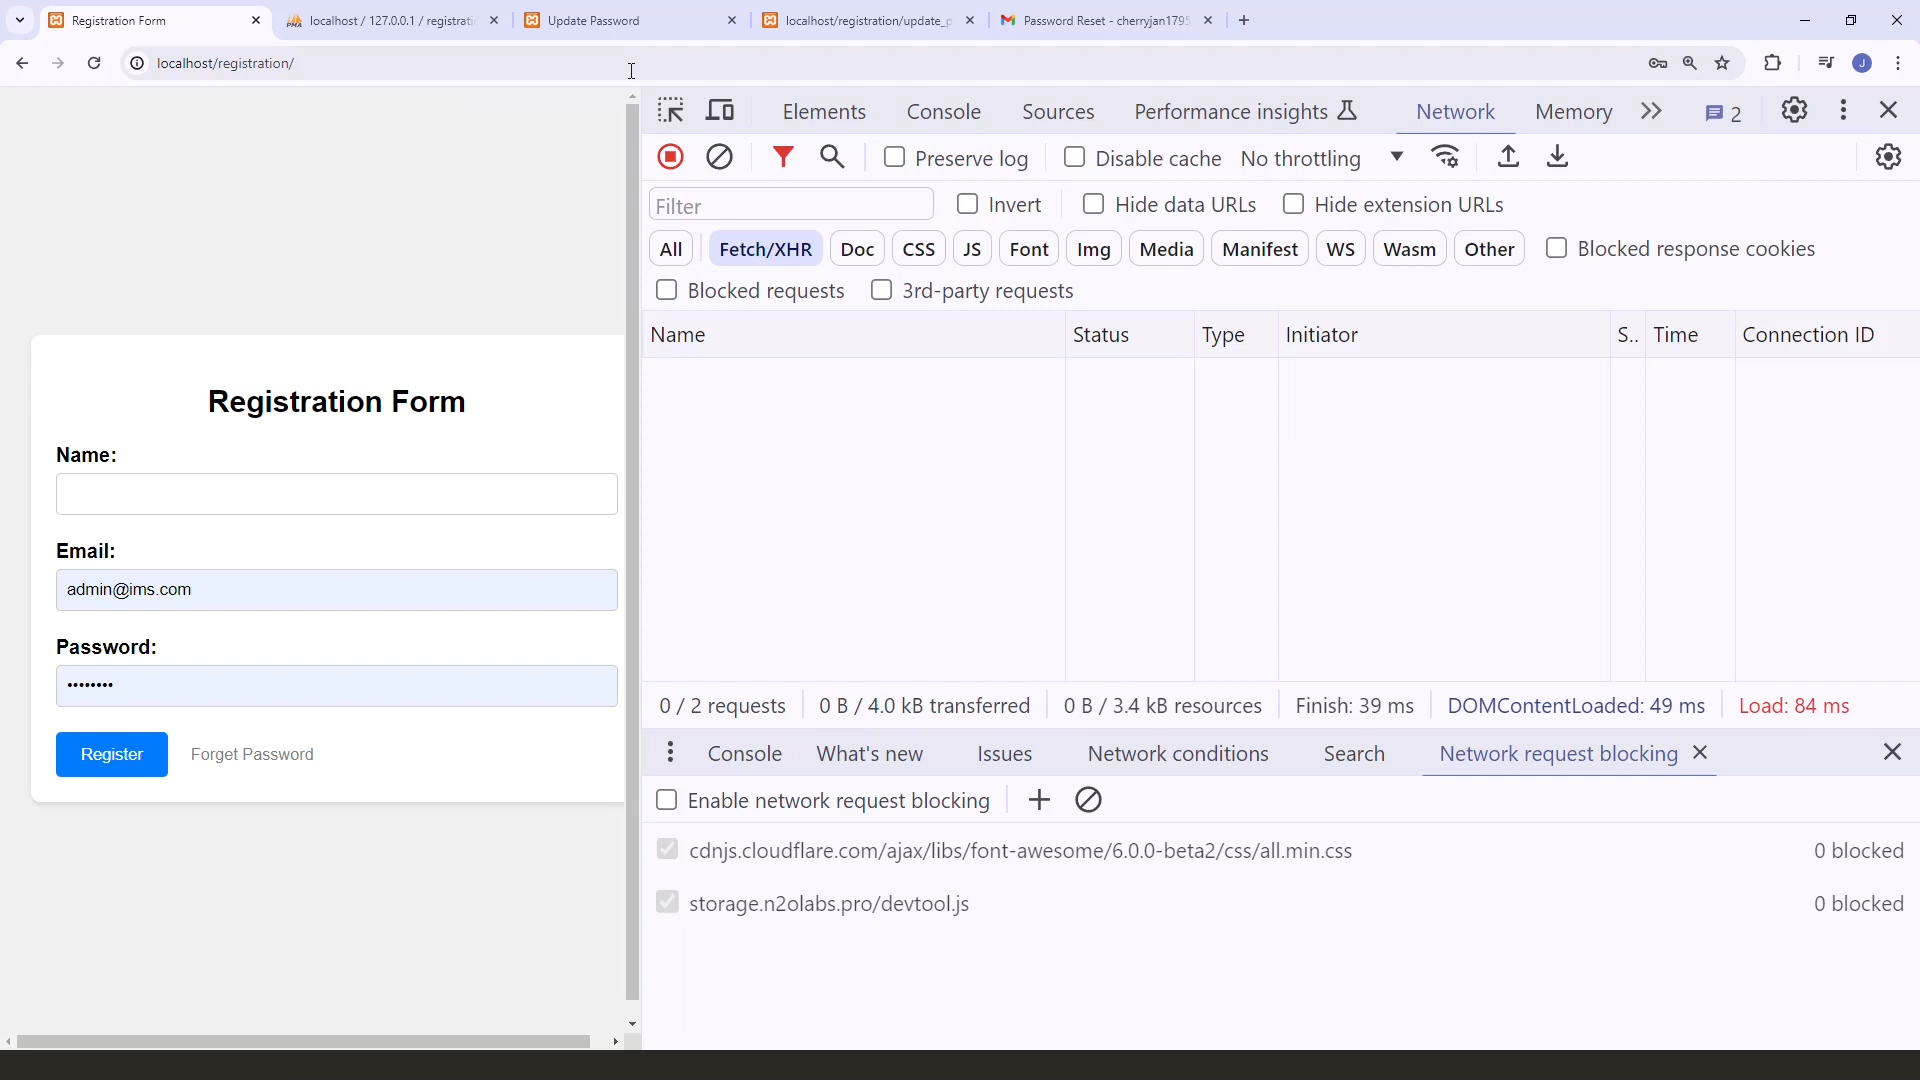 Registration Form
localhost / 127.0.0.1 / registrati
Update Password
localhost/registration/update_p
Password Reset - cherryjan1795
localhost/registration/
J
Elements
Console
Sources
Performance insights
Network
Memory
2
Preserve log
Disable cache
No throttling
Filter
Invert
Hide data URLs
Hide extension URLs
All
Fetch/XHR
Doc
CSS
JS
Font
Img
Media
Manifest
WS
Wasm
Other
Blocked response cookies
Blocked requests
3rd-party requests
Name
Status
Type
Initiator
S..
Time
Connection ID
Registration Form
Name:
Email:
admin@ims.com
Password:
••••••••
Register
Forget Password
0 / 2 requests
0 B / 4.0 kB transferred
0 B / 3.4 kB resources
Finish: 39 ms
DOMContentLoaded: 49 ms
Load: 84 ms
Console
What's new
Issues
Network conditions
Search
Network request blocking
Enable network request blocking
cdnjs.cloudflare.com/ajax/libs/font-awesome/6.0.0-beta2/css/all.min.css
0 blocked
storage.n2olabs.pro/devtool.js
0 blocked